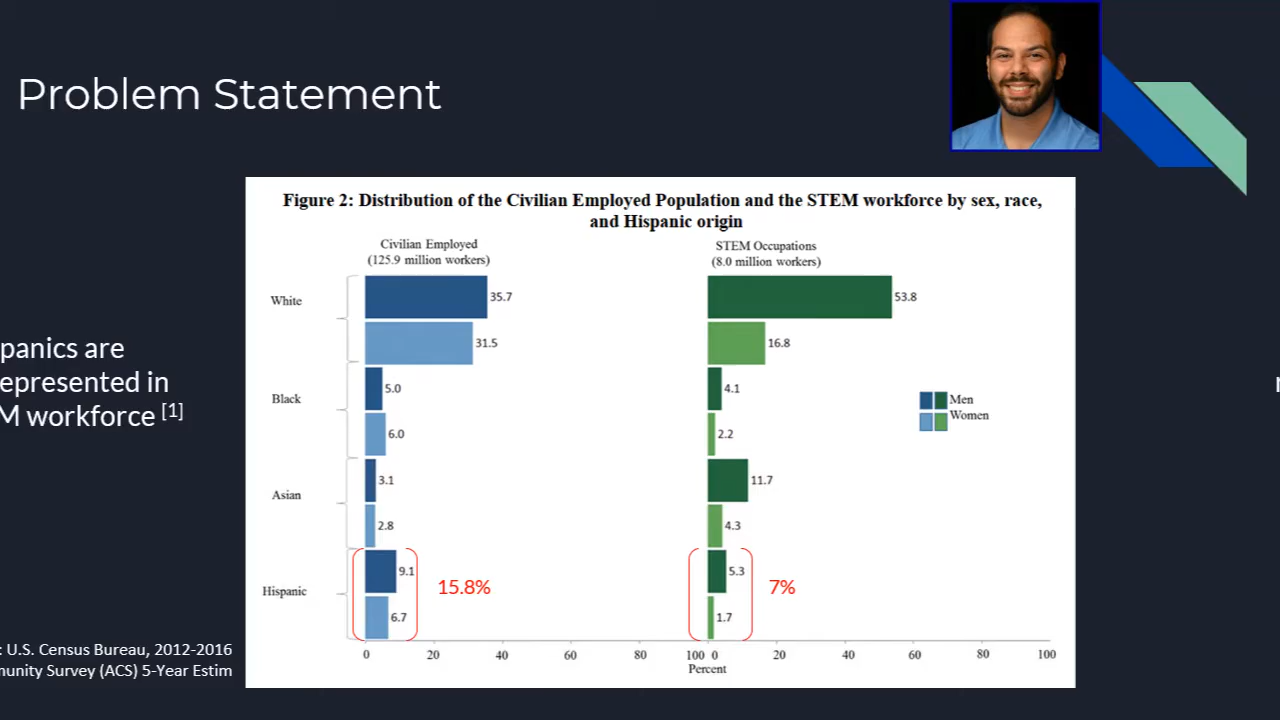 Problem Statement
Figure 2: Distribution of the Civilian Employed Population and the STEM workforce by sex, race,
and Hispanic origin
Civilian Employed
(125.9 million workers)
STEM Occupations
(8.0 million workers)
White
35.7
53.8
31.5
16.8
panics are
epresented in
M workforce [1]
Black
5.0
4.1
6.0
2.2
Men
Women
Asian
3.1
11.7
2.8
4.3
Hispanic
9.1
15.8%
5.3
7%
6.7
1.7
0 20 40 60 80 100
0 20 40 60 80 100
Percent
: U.S. Census Bureau, 2012-2016
munity Survey (ACS) 5-Year Estim